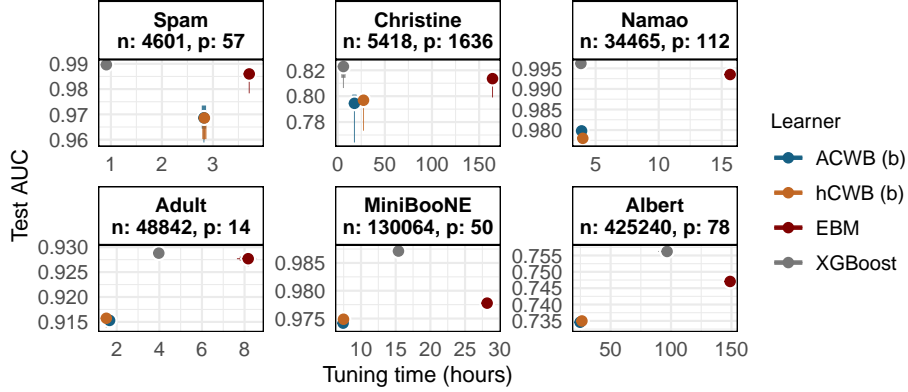 Spam
n: 4601, p: 57
Christine
n: 5418, p: 1636
Namao
n: 34465, p: 112
0.99
0.98
0.97
0.96
1 2 3
0.82
0.80
0.78
0 50 100 150
0.995
0.990
0.985
0.980
5 10 15
Test AUC
Adult
n: 48842, p: 14
MiniBooNE
n: 130064, p: 50
Albert
n: 425240, p: 78
0.930
0.925
0.920
0.915
2 4 6 8
0.985
0.980
0.975
10 15 20 25 30
0.755
0.750
0.745
0.740
0.735
50 100 150
Tuning time (hours)
Learner
ACWB (b)
hCWB (b)
EBM
XGBoost